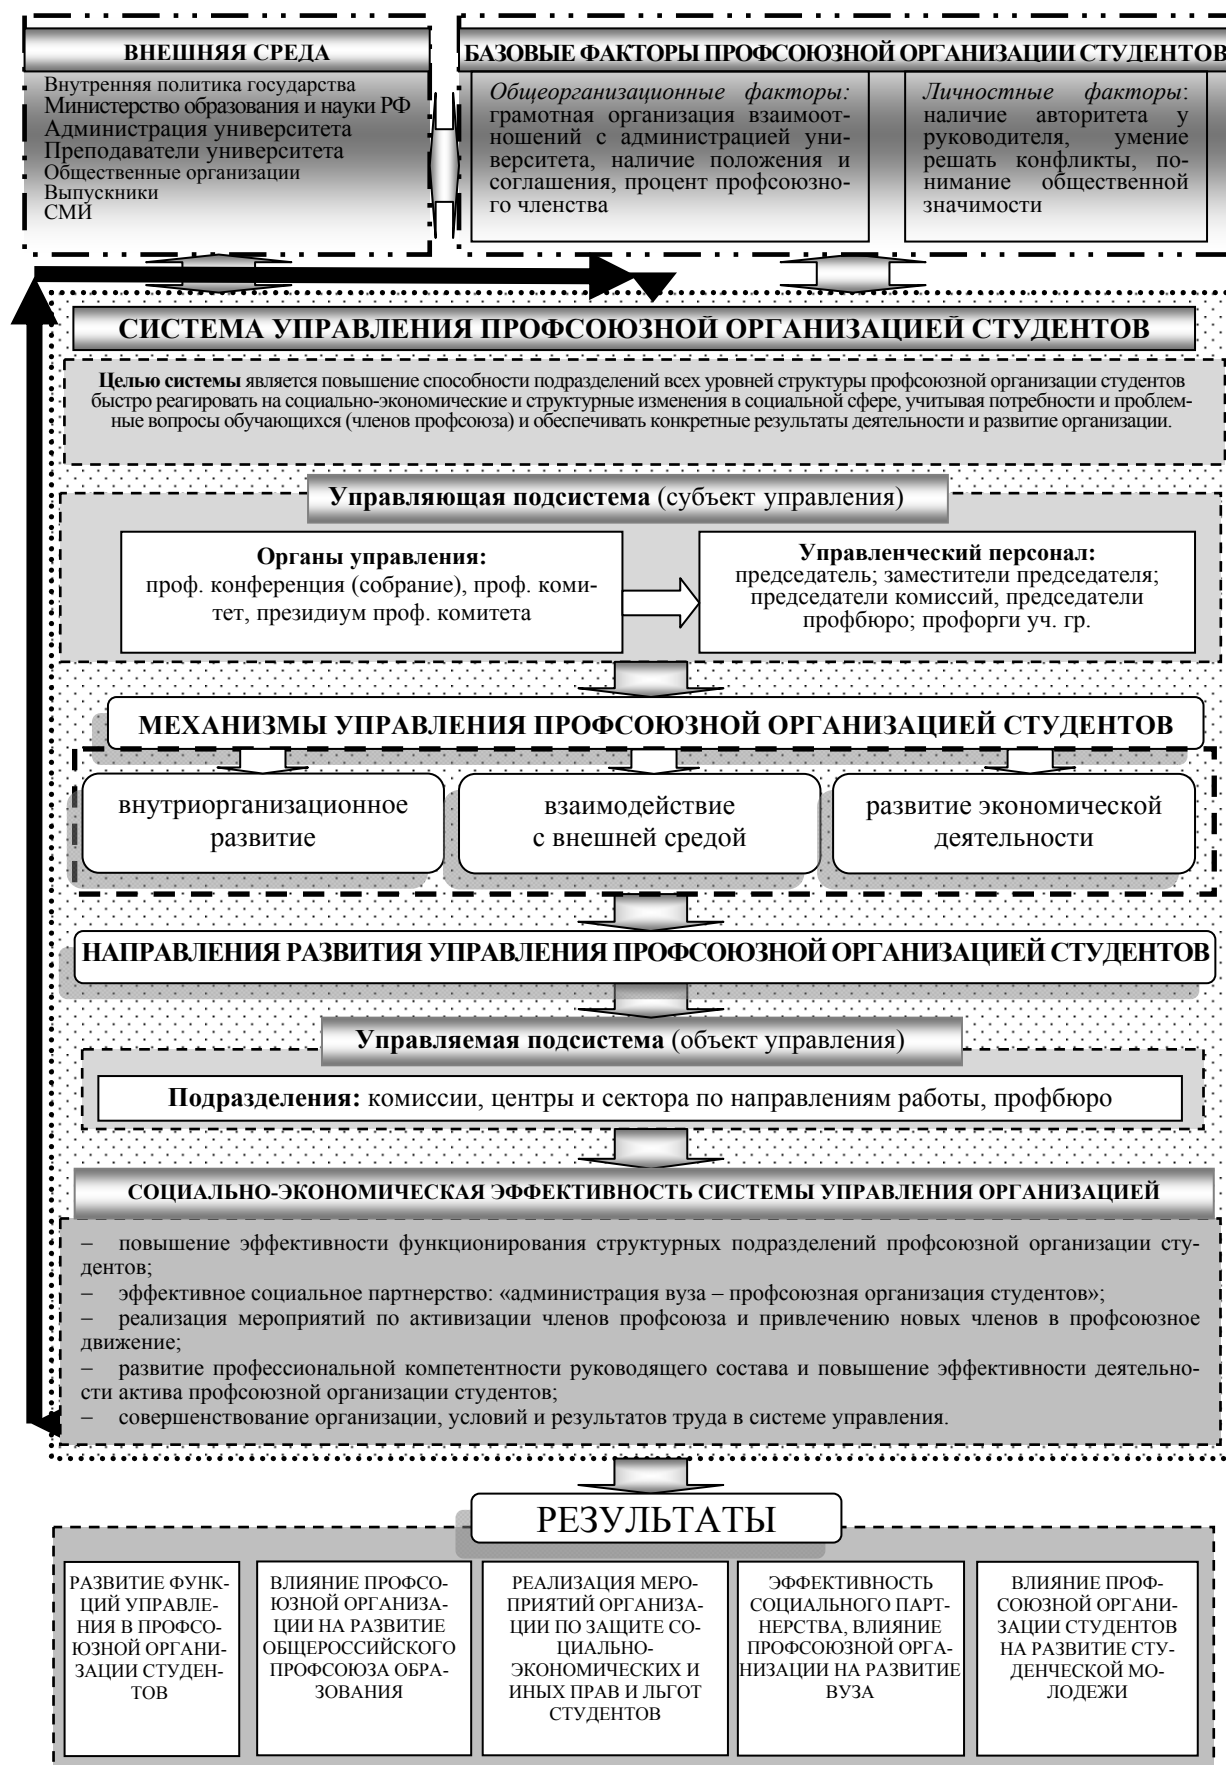 ВНЕШНЯЯ СРЕДА
Внутренняя политика государства
Министерство образования и науки РФ
Администрация университета
Преподаватели университета
Общественные организации
Выпускники
СМИ
БАЗОВЫЕ ФАКТОРЫ ПРОФСОЮЗНОЙ ОРГАНИЗАЦИИ СТУДЕНТОВ
Общеорганизационные факторы:
грамотная организация взаимоот-
ношений с администрацией уни-
верситета, наличие положения и
соглашения, процент профсоюзно-
го членства
Личностные факторы:
наличие авторитета у
руководителя, умение
решать конфликты, по-
нимание общественной
значимости
СИСТЕМА УПРАВЛЕНИЯ ПРОФСОЮЗНОЙ ОРГАНИЗАЦИЕЙ СТУДЕНТОВ
Целью системы является повышение способности подразделений всех уровней структуры профсоюзной организации студентов
быстро реагировать на социально-экономические и структурные изменения в социальной сфере, учитывая потребности и проблем-
ные вопросы обучающихся (членов профсоюза) и обеспечивать конкретные результаты деятельности и развитие организации.
Управляющая подсистема (субъект управления)
Органы управления:
проф. конференция (собрание), проф. коми-
тет, президиум проф. комитета
Управленческий персонал:
председатель; заместители председателя;
председатели комиссий, председатели
профбюро; профорги уч. гр.
МЕХАНИЗМЫ УПРАВЛЕНИЯ ПРОФСОЮЗНОЙ ОРГАНИЗАЦИЕЙ СТУДЕНТОВ
внутриорганизационное
развитие
взаимодействие
с внешней средой
развитие экономической
деятельности
НАПРАВЛЕНИЯ РАЗВИТИЯ УПРАВЛЕНИЯ ПРОФСОЮЗНОЙ ОРГАНИЗАЦИЕЙ СТУДЕНТОВ
Управляемая подсистема (объект управления)
Подразделения: комиссии, центры и сектора по направлениям работы, профбюро
СОЦИАЛЬНО-ЭКОНОМИЧЕСКАЯ ЭФФЕКТИВНОСТЬ СИСТЕМЫ УПРАВЛЕНИЯ ОРГАНИЗАЦИЕЙ
– повышение эффективности функционирования структурных подразделений профсоюзной организации сту-
дентов;
– эффективное социальное партнерство: «администрация вуза – профсоюзная организация студентов»;
– реализация мероприятий по активизации членов профсоюза и привлечению новых членов в профсоюзное
движение;
– развитие профессиональной компетентности руководящего состава и повышение эффективности деятельно-
сти актива профсоюзной организации студентов;
– совершенствование организации, условий и результатов труда в системе управления.
РЕЗУЛЬТАТЫ
РАЗВИТИЕ ФУНК-
ЦИЙ УПРАВЛЕ-
НИЯ В ПРОФСО-
ЮЗНОЙ ОРГАНИ-
ЗАЦИИ СТУДЕН-
ТОВ
ВЛИЯНИЕ ПРОФСО-
ЮЗНОЙ ОРГАНИЗА-
ЦИИ НА РАЗВИТИЕ
ОБЩЕРОССИЙСКОГО
ПРОФСОЮЗА ОБРА-
ЗОВАНИЯ
РЕАЛИЗАЦИЯ МЕРО-
ПРИЯТИЙ ОРГАНИЗА-
ЦИИ ПО ЗАЩИТЕ СО-
ЦИАЛЬНО-
ЭКОНОМИЧЕСКИХ И
ИНЫХ ПРАВ И ЛЬГОТ
СТУДЕНТОВ
ЭФФЕКТИВНОСТЬ
СОЦИАЛЬНОГО ПАРТ-
НЕРСТВА, ВЛИЯНИЕ
ПРОФСОЮЗНОЙ ОРГА-
НИЗАЦИИ НА РАЗВИТИЕ
ВУЗА
ВЛИЯНИЕ ПРОФ-
СОЮЗНОЙ ОРГАНИ-
ЗАЦИИ СТУДЕНТОВ
НА РАЗВИТИЕ СТУ-
ДЕНЧЕСКОЙ МО-
ЛОДЕЖИ